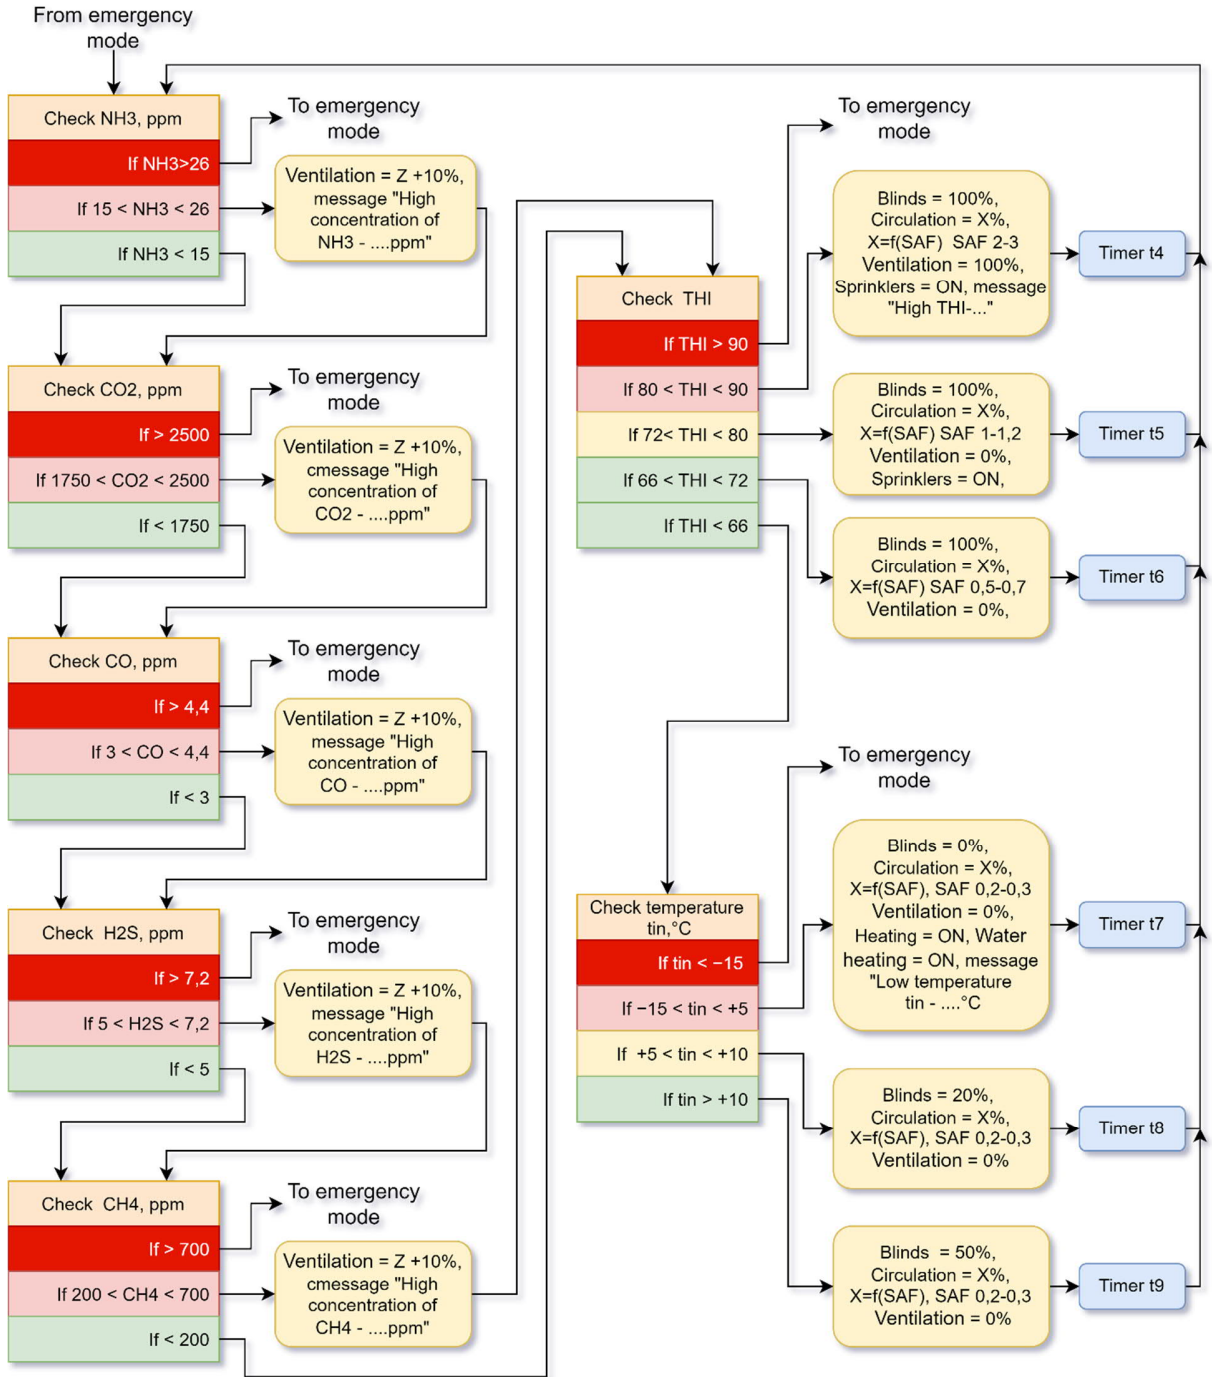 From emergency
mode
Check NH3, ppm
If NH3>26
If 15 < NH3 < 26
If NH3 < 15
To emergency
mode
Ventilation = Z +10%,
message "High
concentration of
NH3 - ....ppm"
Check CO2, ppm
If > 2500
If 1750 < CO2 < 2500
If < 1750
To emergency
mode
Ventilation = Z +10%,
cmessage "High
concentration of
CO2 - ....ppm"
Check CO, ppm
If > 4,4
If 3 < CO < 4,4
If < 3
To emergency
mode
Ventilation = Z +10%,
message "High
concentration of
CO - ....ppm"
Check H2S, ppm
If > 7,2
If 5 < H2S < 7,2
If < 5
To emergency
mode
Ventilation = Z +10%,
message "High
concentration of
H2S - ....ppm"
Check CH4, ppm
If > 700
If 200 < CH4 < 700
If < 200
To emergency
mode
Ventilation = Z +10%,
cmessage "High
concentration of
CH4 - ....ppm"
Check THI
If THI > 90
If 80 < THI < 90
If 72< THI < 80
If 66 < THI < 72
If THI < 66
To emergency
mode
Blinds = 100%,
Circulation = X%,
X=f(SAF) SAF 2-3
Ventilation = 100%,
Sprinklers = ON, message
"High THI-..."
Timer t4
Blinds = 100%,
Circulation = X%,
X=f(SAF) SAF 1-1,2
Ventilation = 0%,
Sprinklers = ON,
Timer t5
Blinds = 100%,
Circulation = X%,
X=f(SAF) SAF 0,5-0,7
Ventilation = 0%,
Timer t6
Check temperature
tin,°C
If tin < −15
If −15 < tin < +5
If +5 < tin < +10
If tin > +10
To emergency
mode
Blinds = 0%,
Circulation = X%,
X=f(SAF), SAF 0,2-0,3
Ventilation = 0%,
Heating = ON, Water
heating = ON, message
"Low temperature
tin - ....°C
Timer t7
Blinds = 20%,
Circulation = X%,
X=f(SAF), SAF 0,2-0,3
Ventilation = 0%
Timer t8
Blinds = 50%,
Circulation = X%,
X=f(SAF), SAF 0,2-0,3
Ventilation = 0%
Timer t9